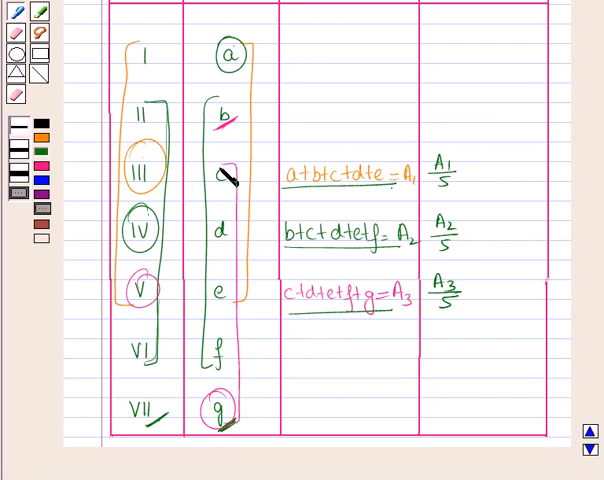 I a
II b
III c a+b+c+d+e=A₁ A₁/5
IV d b+c+d+e+f=A₂ A₂/5
V e c+d+e+f+g=A₃ A₃/5
VI f
VII g